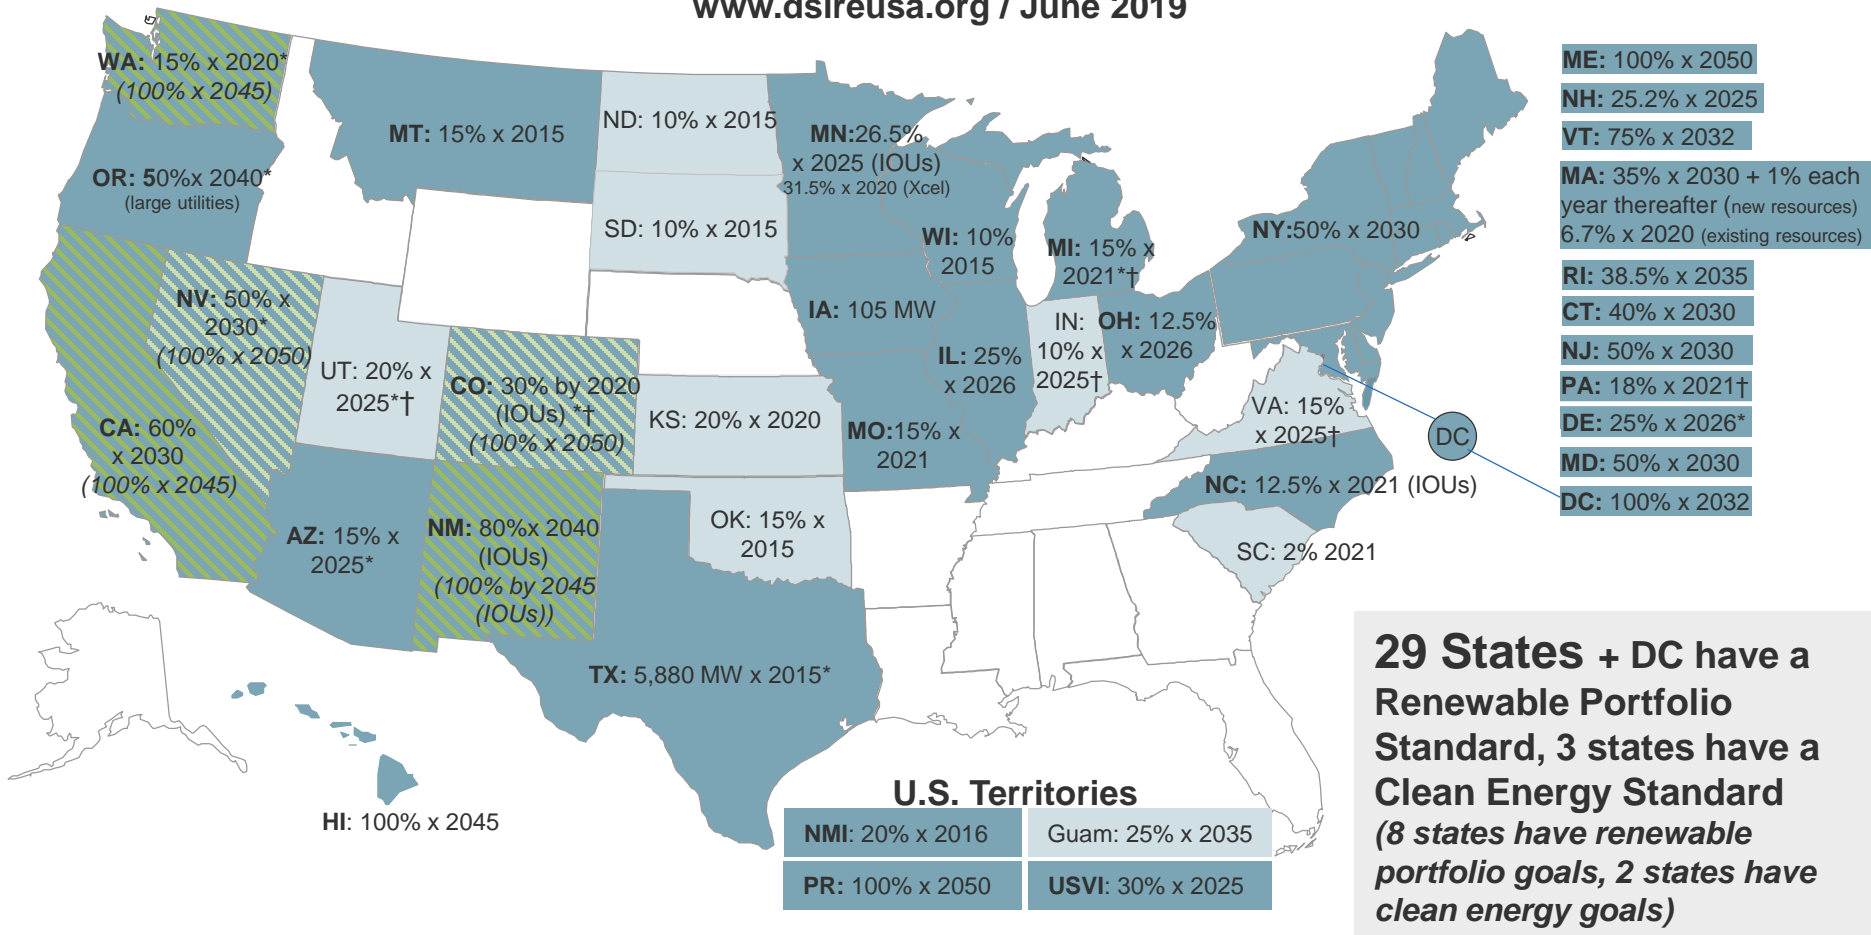 www.dsireusa.org / June 2019
WA: 15% x 2020*
(100% x 2045)
OR: 50%x 2040*
(large utilities)
MT: 15% x 2015
ND: 10% x 2015
SD: 10% x 2015
MN:26.5%
x 2025 (IOUs)
31.5% x 2020 (Xcel)
WI: 10%
2015
MI: 15% x
2021*†
NY:50% x 2030
NV: 50% x
2030*
(100% x 2050)
UT: 20% x
2025*†
CO: 30% by 2020
(IOUs) *†
(100% x 2050)
CA: 60%
x 2030
(100% x 2045)
IA: 105 MW
IL: 25%
x 2026
IN:
10% x
2025†
OH: 12.5%
x 2026
KS: 20% x 2020
MO:15% x
2021
VA: 15%
x 2025†
DC
NC: 12.5% x 2021 (IOUs)
SC: 2% 2021
AZ: 15% x
2025*
NM: 80%x 2040
(IOUs)
(100% by 2045
(IOUs))
OK: 15% x
2015
TX: 5,880 MW x 2015*
HI: 100% x 2045
ME: 100% x 2050
NH: 25.2% x 2025
VT: 75% x 2032
MA: 35% x 2030 + 1% each
year thereafter (new resources)
6.7% x 2020 (existing resources)
RI: 38.5% x 2035
CT: 40% x 2030
NJ: 50% x 2030
PA: 18% x 2021†
DE: 25% x 2026*
MD: 50% x 2030
DC: 100% x 2032
U.S. Territories
NMI: 20% x 2016
Guam: 25% x 2035
PR: 100% x 2050
USVI: 30% x 2025
29 States + DC have a
Renewable Portfolio
Standard, 3 states have a
Clean Energy Standard
(8 states have renewable
portfolio goals, 2 states have
clean energy goals)